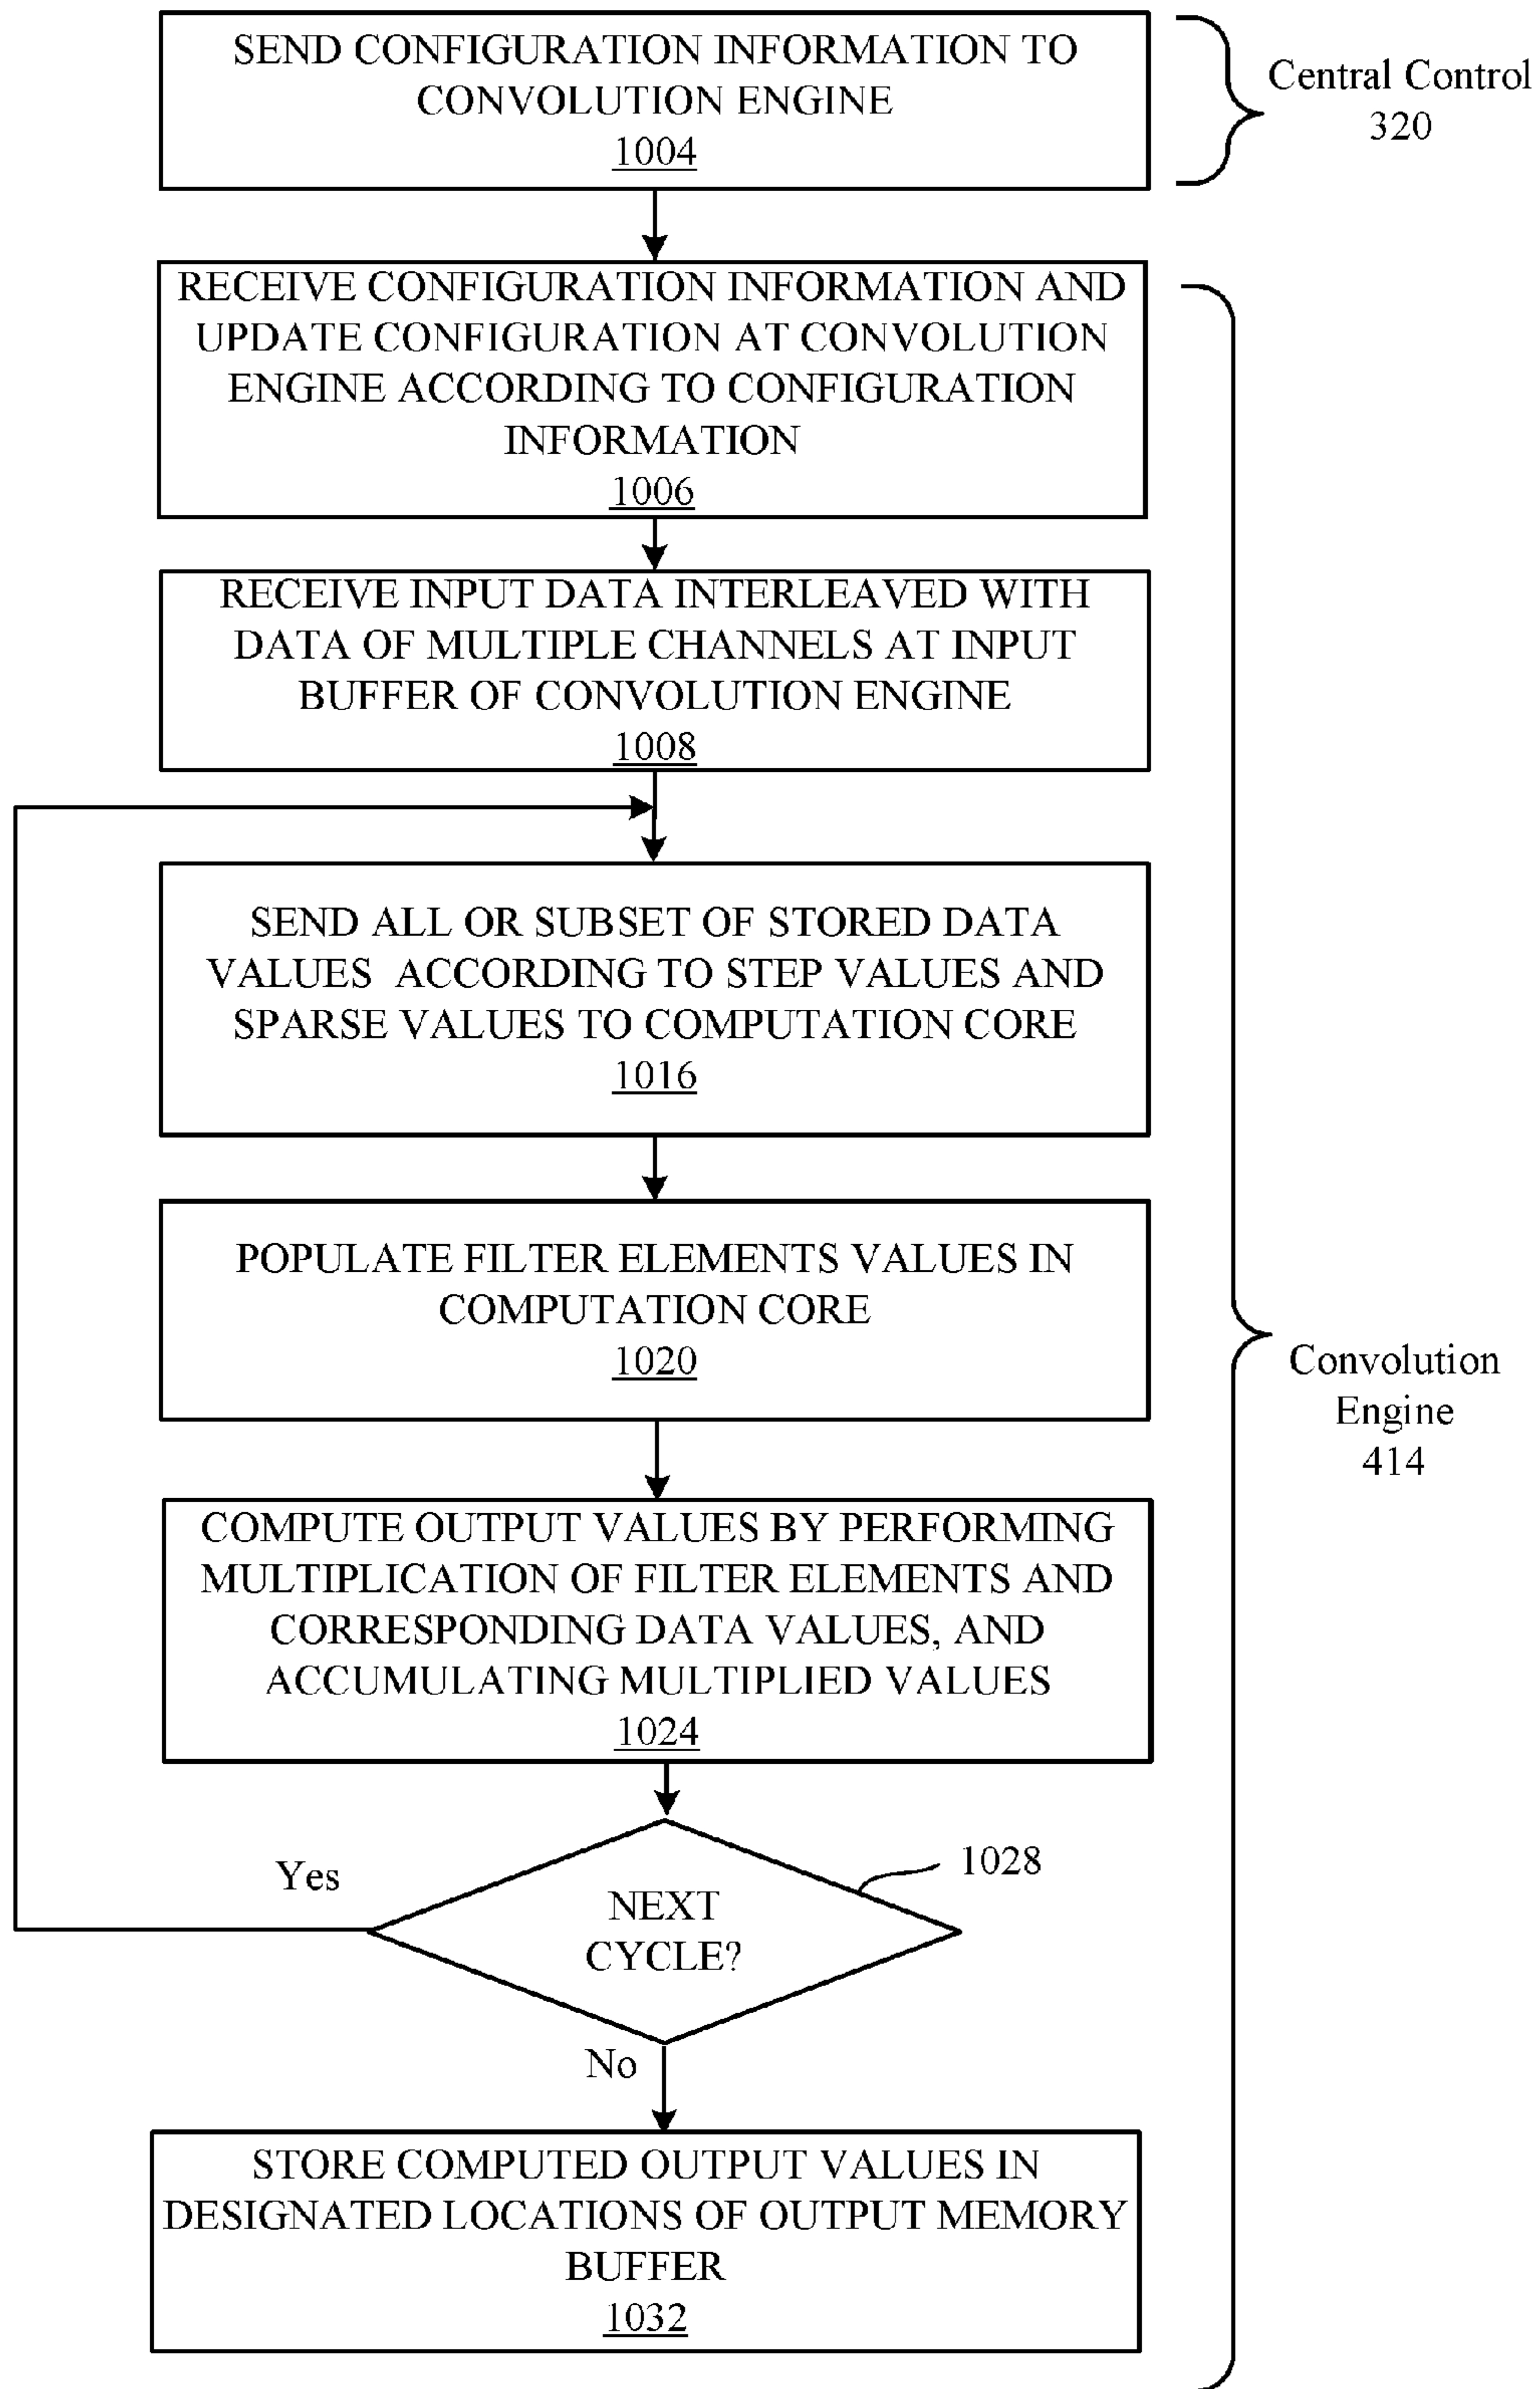 SEND CONFIGURATION INFORMATION TO
CONVOLUTION ENGINE
1004
Central Control
320
RECEIVE CONFIGURATION INFORMATION AND
UPDATE CONFIGURATION AT CONVOLUTION
ENGINE ACCORDING TO CONFIGURATION
INFORMATION
1006
RECEIVE INPUT DATA INTERLEAVED WITH
DATA OF MULTIPLE CHANNELS AT INPUT
BUFFER OF CONVOLUTION ENGINE
1008
SEND ALL OR SUBSET OF STORED DATA
VALUES ACCORDING TO STEP VALUES AND
SPARSE VALUES TO COMPUTATION CORE
1016
POPULATE FILTER ELEMENTS VALUES IN
COMPUTATION CORE
1020
Convolution
Engine
414
COMPUTE OUTPUT VALUES BY PERFORMING
MULTIPLICATION OF FILTER ELEMENTS AND
CORRESPONDING DATA VALUES, AND
ACCUMULATING MULTIPLIED VALUES
1024
Yes
1028
NEXT
CYCLE?
No
STORE COMPUTED OUTPUT VALUES IN
DESIGNATED LOCATIONS OF OUTPUT MEMORY
BUFFER
1032